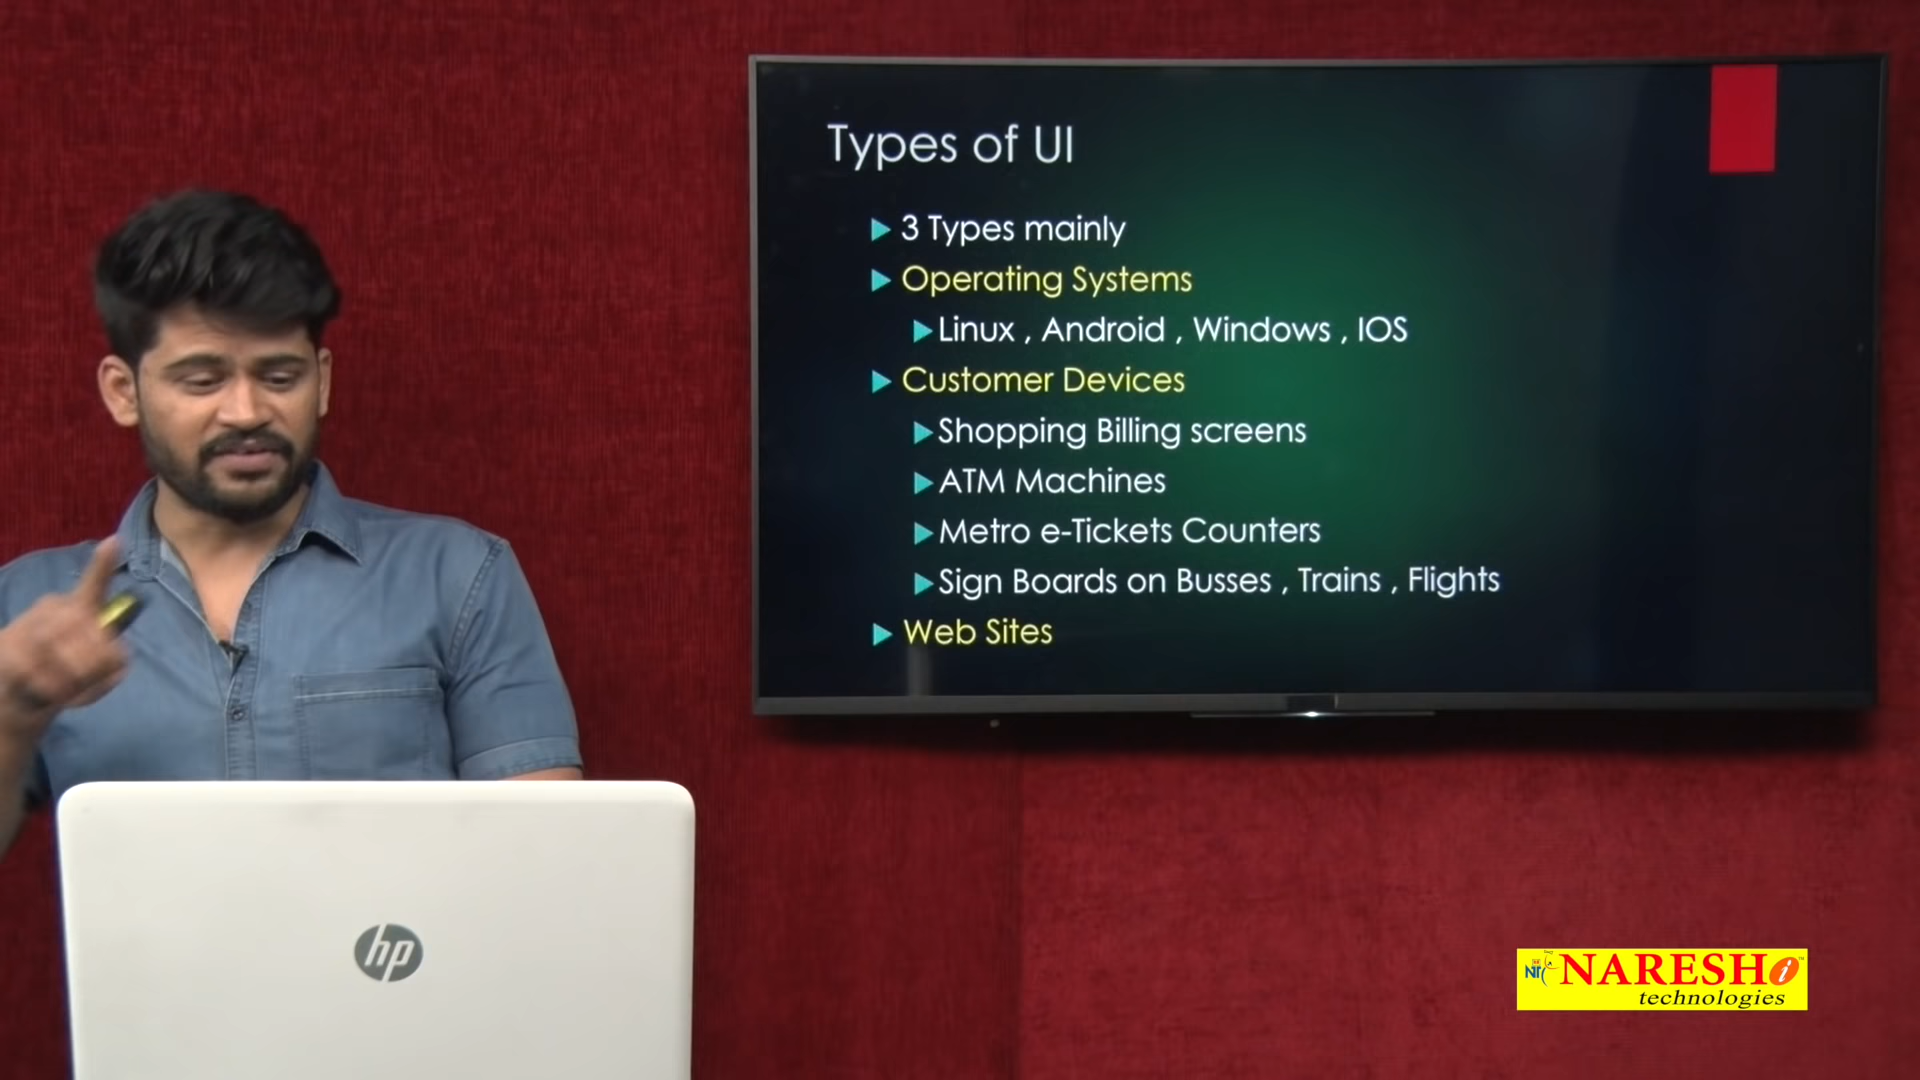 Types of UI
3 Types mainly
Operating Systems
Linux , Android , Windows , IOS
Customer Devices
Shopping Billing screens
ATM Machines
Metro e-Tickets Counters
Sign Boards on Busses , Trains , Flights
Web Sites
hp
NARESH i
technologies